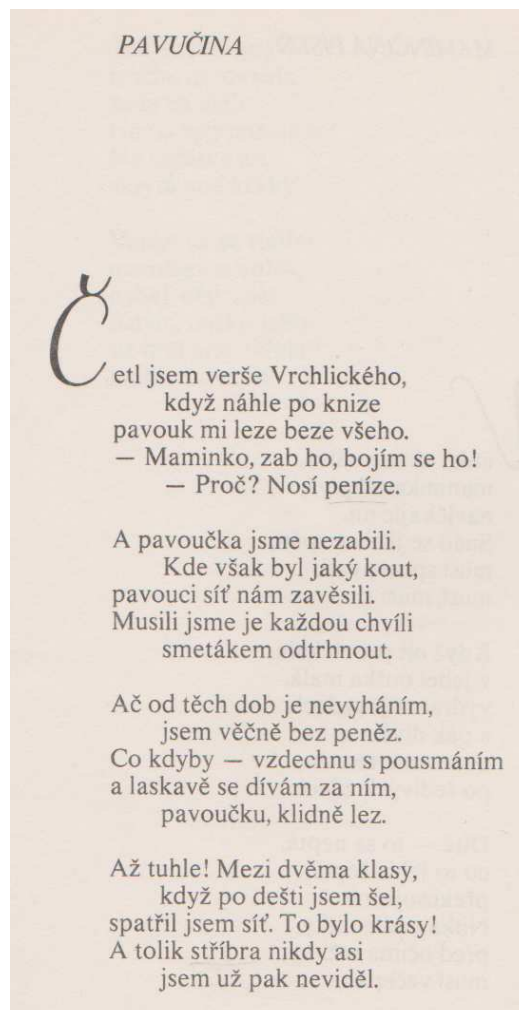 PAVUČINA
Četl jsem verše Vrchlického,
když náhle po knize
pavouk mi leze beze všeho.
— Maminko, zab ho, bojím se ho!
— Proč? Nosí peníze.
A pavoučka jsme nezabili.
Kde však byl jaký kout,
pavouci síť nám zavěsili.
Musili jsme je každou chvíli
smetákem odtrhnout.
Ač od těch dob je nevyháním,
jsem věčně bez peněz.
Co kdyby — vzdechnu s pousmáním
a laskavě se dívám za ním,
pavoučku, klidně lez.
Až tuhle! Mezi dvěma klasy,
když po dešti jsem šel,
spatřil jsem síť. To bylo krásy!
A tolik stříbra nikdy asi
jsem už pak neviděl.